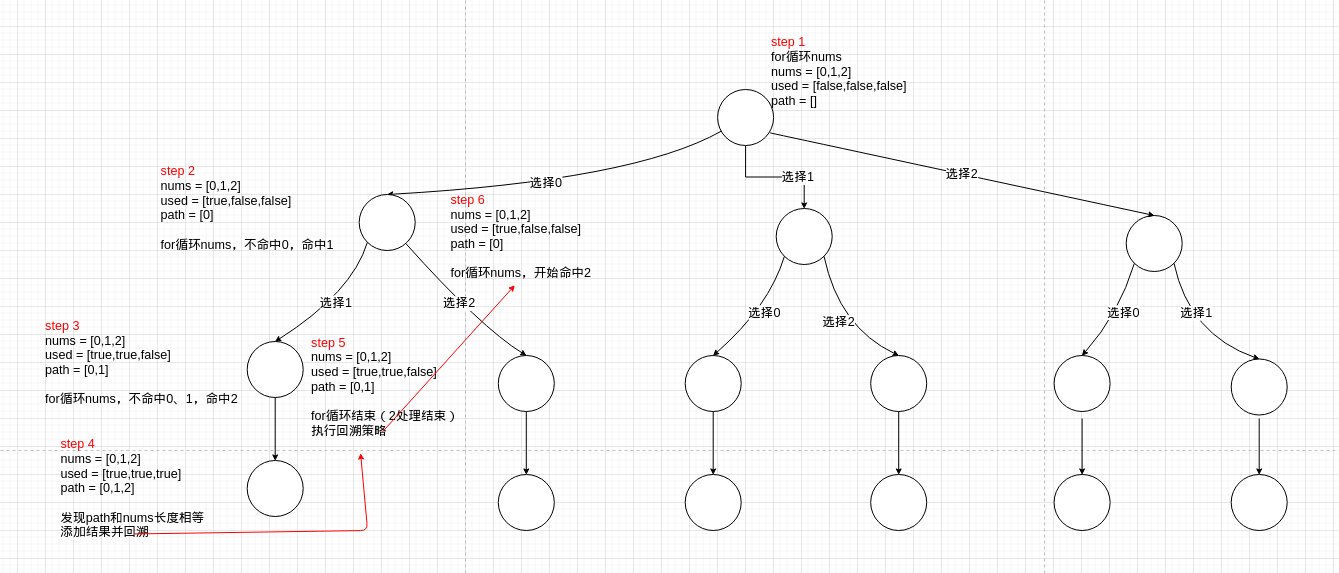 step 1
for循环nums
nums = [0,1,2]
used = [false,false,false]
path = []
选择0
选择1
选择2
step 2
nums = [0,1,2]
used = [true,false,false]
path = [0]
for循环nums，不命中0，命中1
step 6
nums = [0,1,2]
used = [true,false,false]
path = [0]
for循环nums，开始命中2
选择1
选择2
选择0
选择2
选择0
选择1
step 3
nums = [0,1,2]
used = [true,true,false]
path = [0,1]
for循环nums，不命中0、1，命中2
step 5
nums = [0,1,2]
used = [true,true,false]
path = [0,1]
for循环结束（2处理结束）
执行回溯策略
step 4
nums = [0,1,2]
used = [true,true,true]
path = [0,1,2]
发现path和nums长度相等
添加结果并回溯